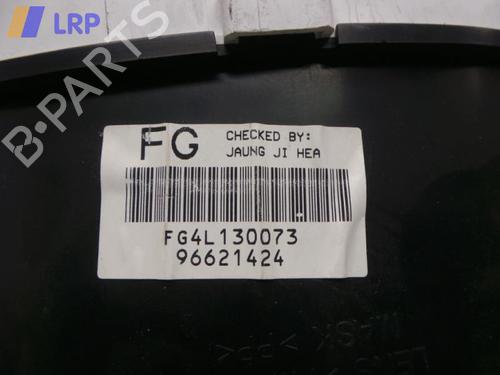 LRP
FG CHECKED BY:
JAUNG JI HEA
FG4L130073
96621424
B-PARTS